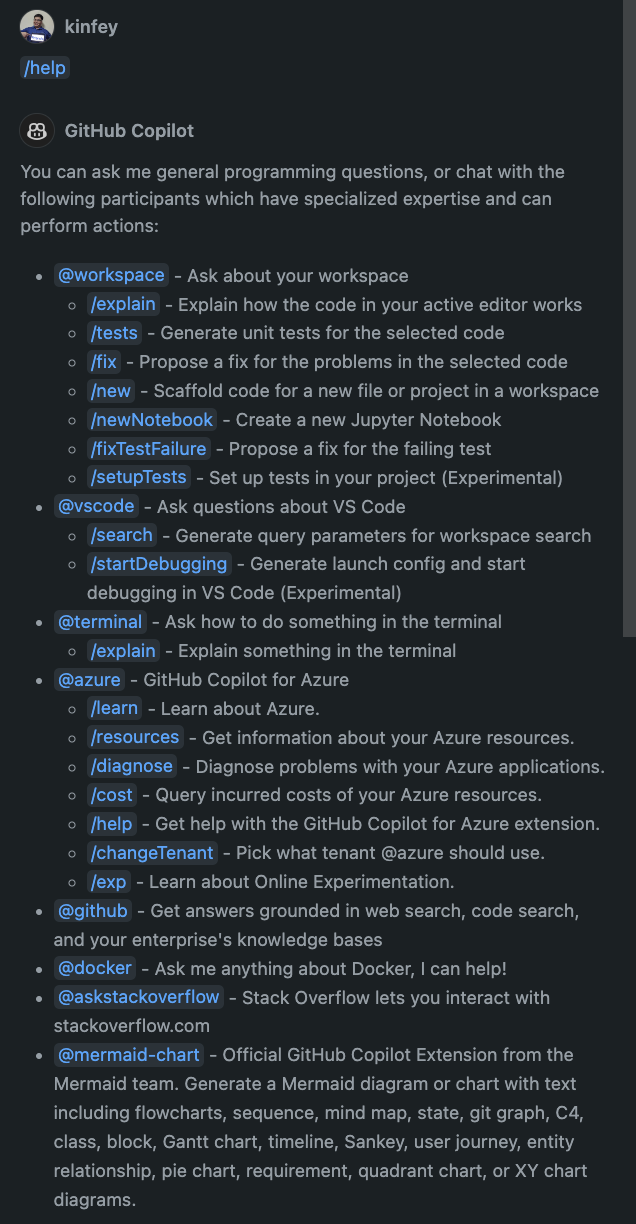 kinfey
/help
GitHub Copilot
You can ask me general programming questions, or chat with the
following participants which have specialized expertise and can
perform actions:
• @workspace - Ask about your workspace
◦ /explain - Explain how the code in your active editor works
◦ /tests - Generate unit tests for the selected code
◦ /fix - Propose a fix for the problems in the selected code
◦ /new - Scaffold code for a new file or project in a workspace
◦ /newNotebook - Create a new Jupyter Notebook
◦ /fixTestFailure - Propose a fix for the failing test
◦ /setupTests - Set up tests in your project (Experimental)
• @vscode - Ask questions about VS Code
◦ /search - Generate query parameters for workspace search
◦ /startDebugging - Generate launch config and start
debugging in VS Code (Experimental)
• @terminal - Ask how to do something in the terminal
◦ /explain - Explain something in the terminal
• @azure - GitHub Copilot for Azure
◦ /learn - Learn about Azure.
◦ /resources - Get information about your Azure resources.
◦ /diagnose - Diagnose problems with your Azure applications.
◦ /cost - Query incurred costs of your Azure resources.
◦ /help - Get help with the GitHub Copilot for Azure extension.
◦ /changeTenant - Pick what tenant @azure should use.
◦ /exp - Learn about Online Experimentation.
• @github - Get answers grounded in web search, code search,
and your enterprise's knowledge bases
• @docker - Ask me anything about Docker, I can help!
• @askstackoverflow - Stack Overflow lets you interact with
stackoverflow.com
• @mermaid-chart - Official GitHub Copilot Extension from the
Mermaid team. Generate a Mermaid diagram or chart with text
including flowcharts, sequence, mind map, state, git graph, C4,
class, block, Gantt chart, timeline, Sankey, user journey, entity
relationship, pie chart, requirement, quadrant chart, or XY chart
diagrams.